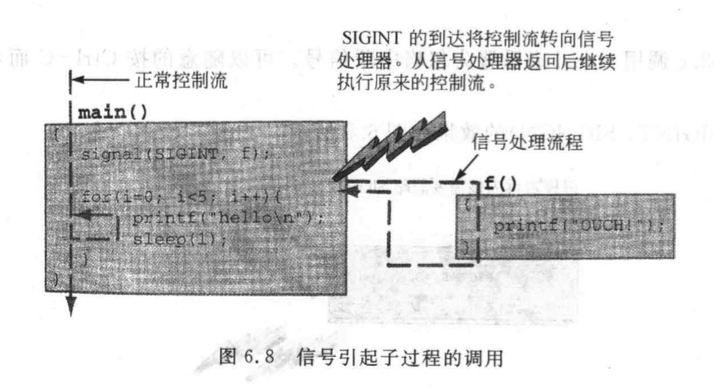 SIGINT 的到达将控制流转向信号
处理器。从信号处理器返回后继续
执行原来的控制流。
正常控制流
main()
{
signal(SIGINT, f);
for(i=0; i<5; i++){
printf("hello\n");
sleep(1);
}
}
信号处理流程
f()
{
printf("OUCH!");
}
图 6.8 信号引起子过程的调用